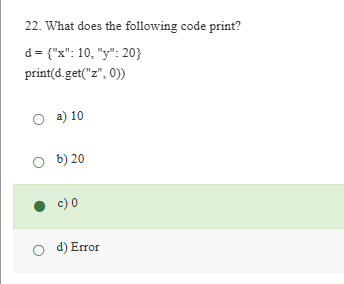 22. What does the following code print?
d = {"x": 10, "y": 20}
print(d.get("z", 0))
a) 10
b) 20
c) 0
d) Error